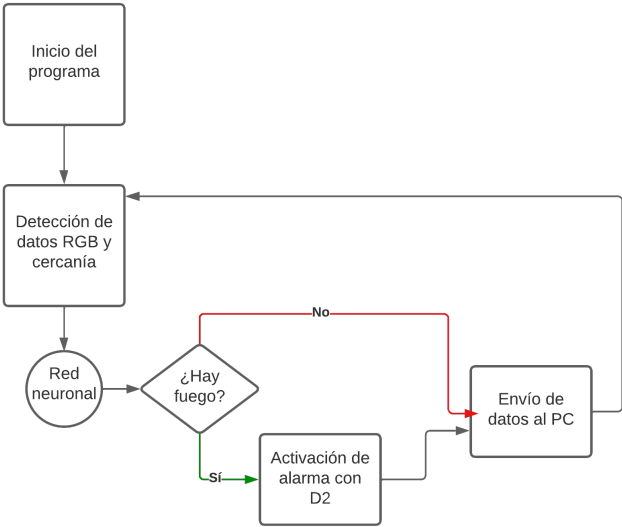 Inicio del
programa
Detección de
datos RGB y
cercanía
Red
neuronal
¿Hay
fuego?
No
Sí
Activación de
alarma con
D2
Envío de
datos al PC